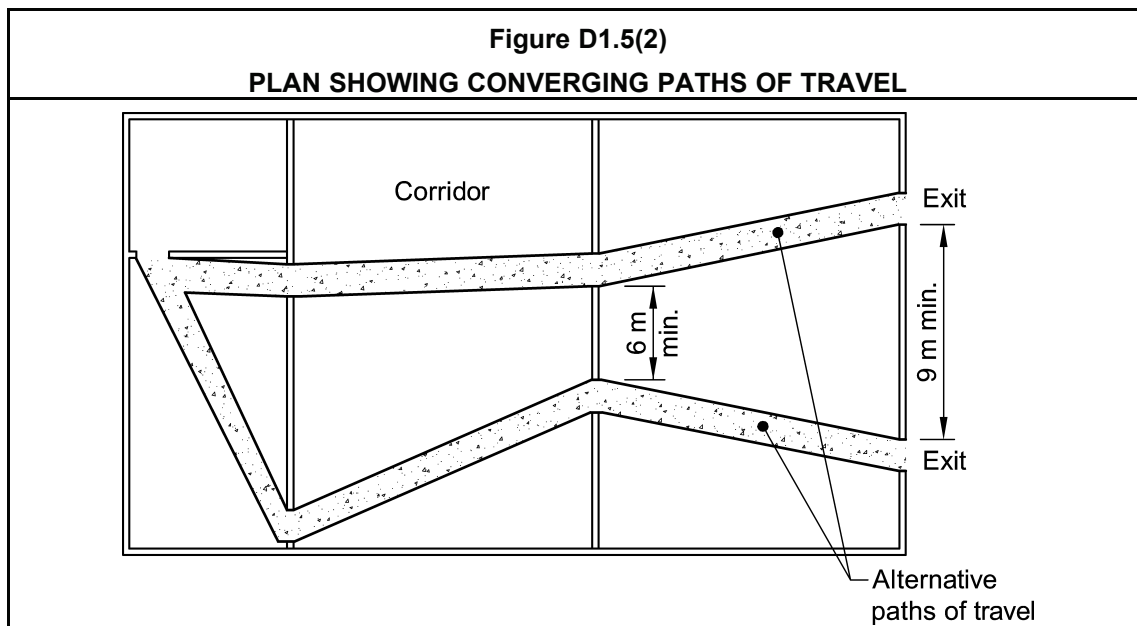 Figure D1.5(2)
PLAN SHOWING CONVERGING PATHS OF TRAVEL
Corridor
Exit
6 m
min.
9 m min.
Exit
Alternative
paths of travel